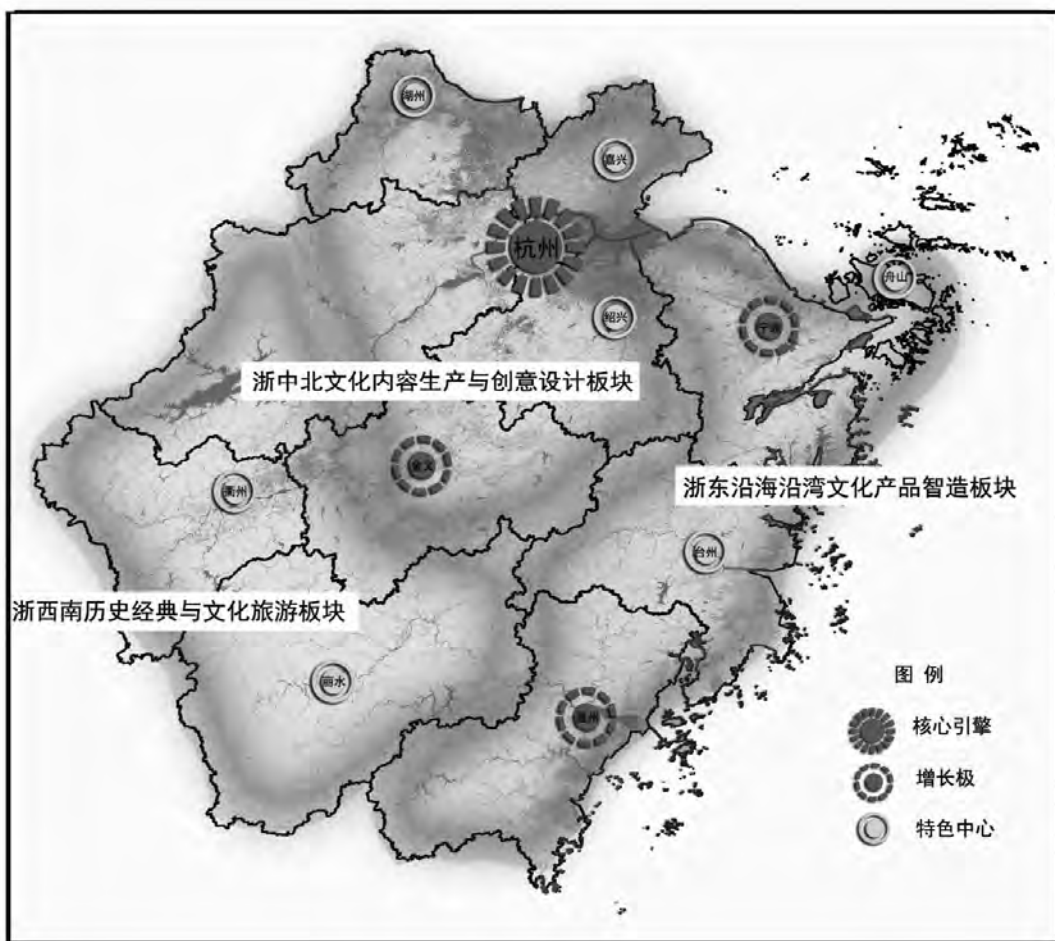 湖州
嘉兴
杭州
舟山
绍兴
宁波
浙中北文化内容生产与创意设计板块
金义
衢州
浙东沿海沿湾文化产品智造板块
台州
浙西南历史经典与文化旅游板块
丽水
温州
图 例
核心引擎
增长极
特色中心